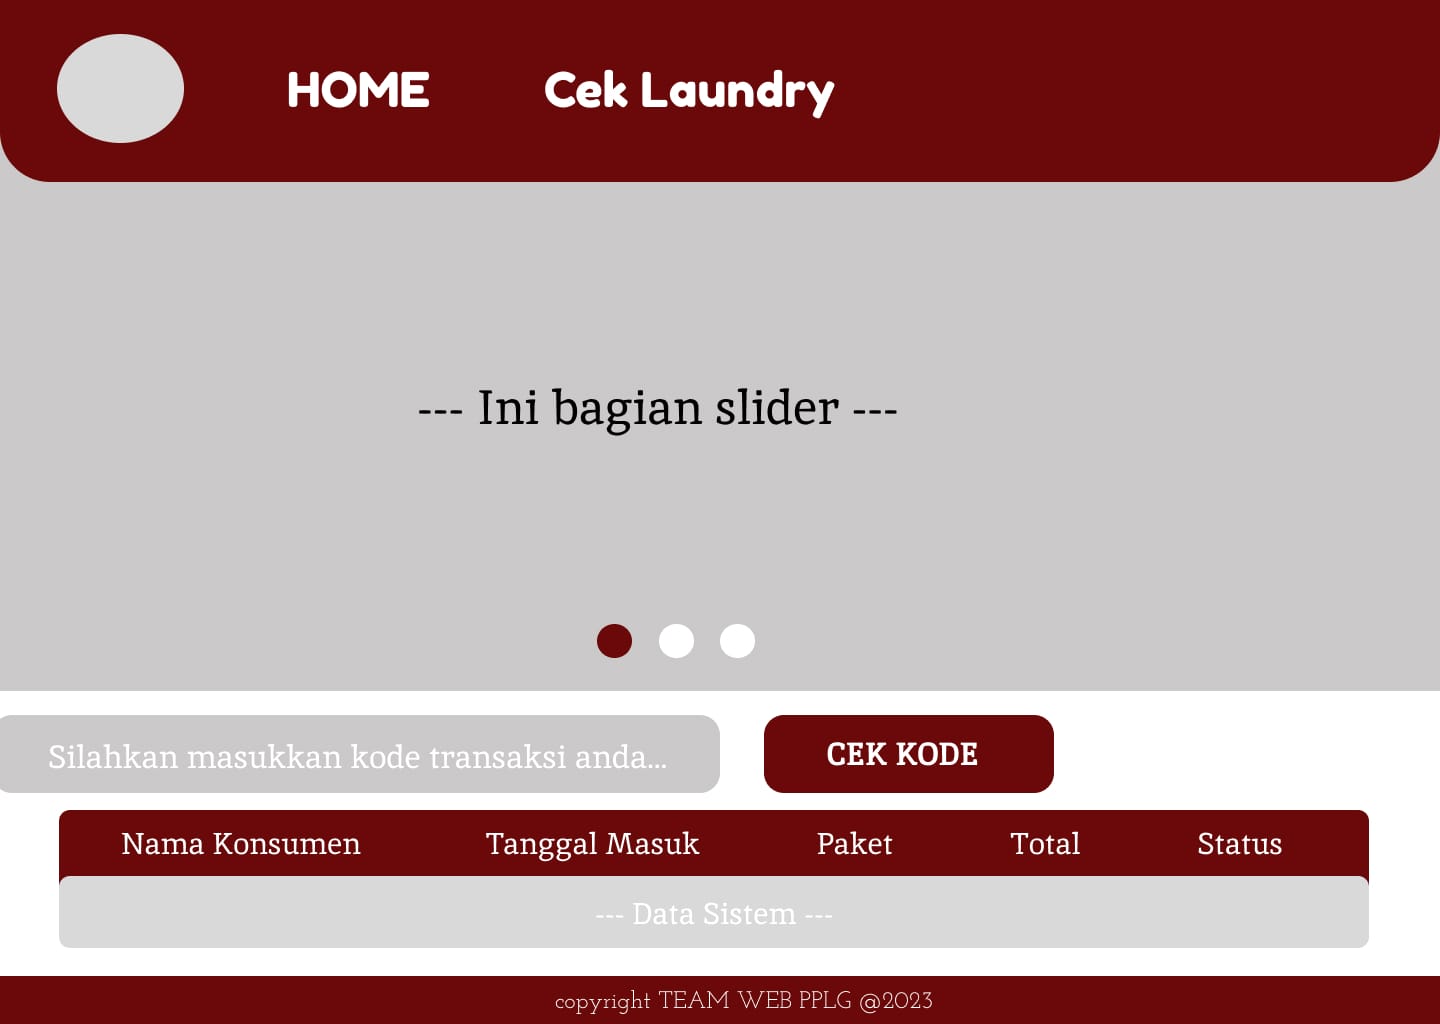 HOME Cek Laundry
--- Ini bagian slider ---
Silahkan masukkan kode transaksi anda...
CEK KODE
Nama Konsumen Tanggal Masuk Paket Total Status
--- Data Sistem ---
copyright TEAM WEB PPLG @2023